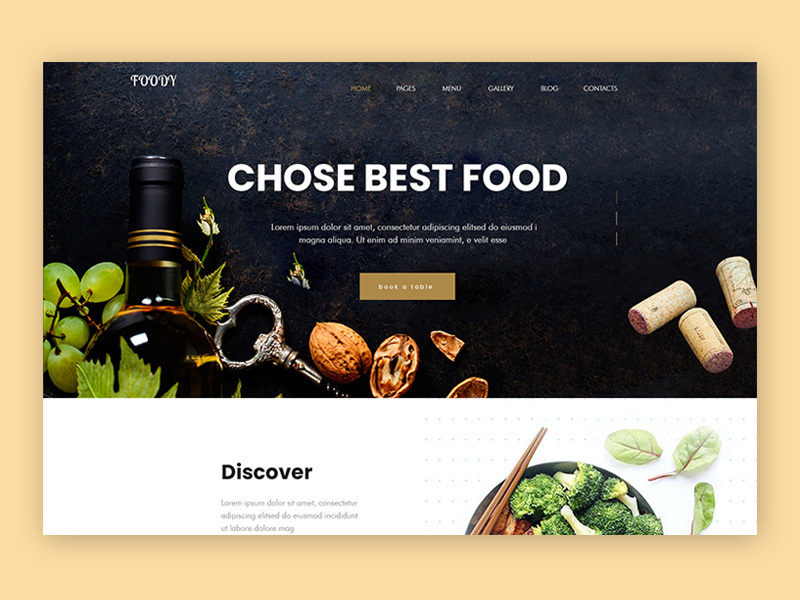 FOODY
HOME PAGES MENU GALLERY BLOG CONTACTS
CHOSE BEST FOOD
Lorem ipsum dolor sit amet, consectetur adipiscing elitsed do eiusmod i
magna aliqua. Ut enim ad minim veniamint, e velit esse
book a table
Discover
Lorem ipsum dolor sit amet, consectetur
adipiscing elitsed do eiusmod incididunt
ut labore dolore mag